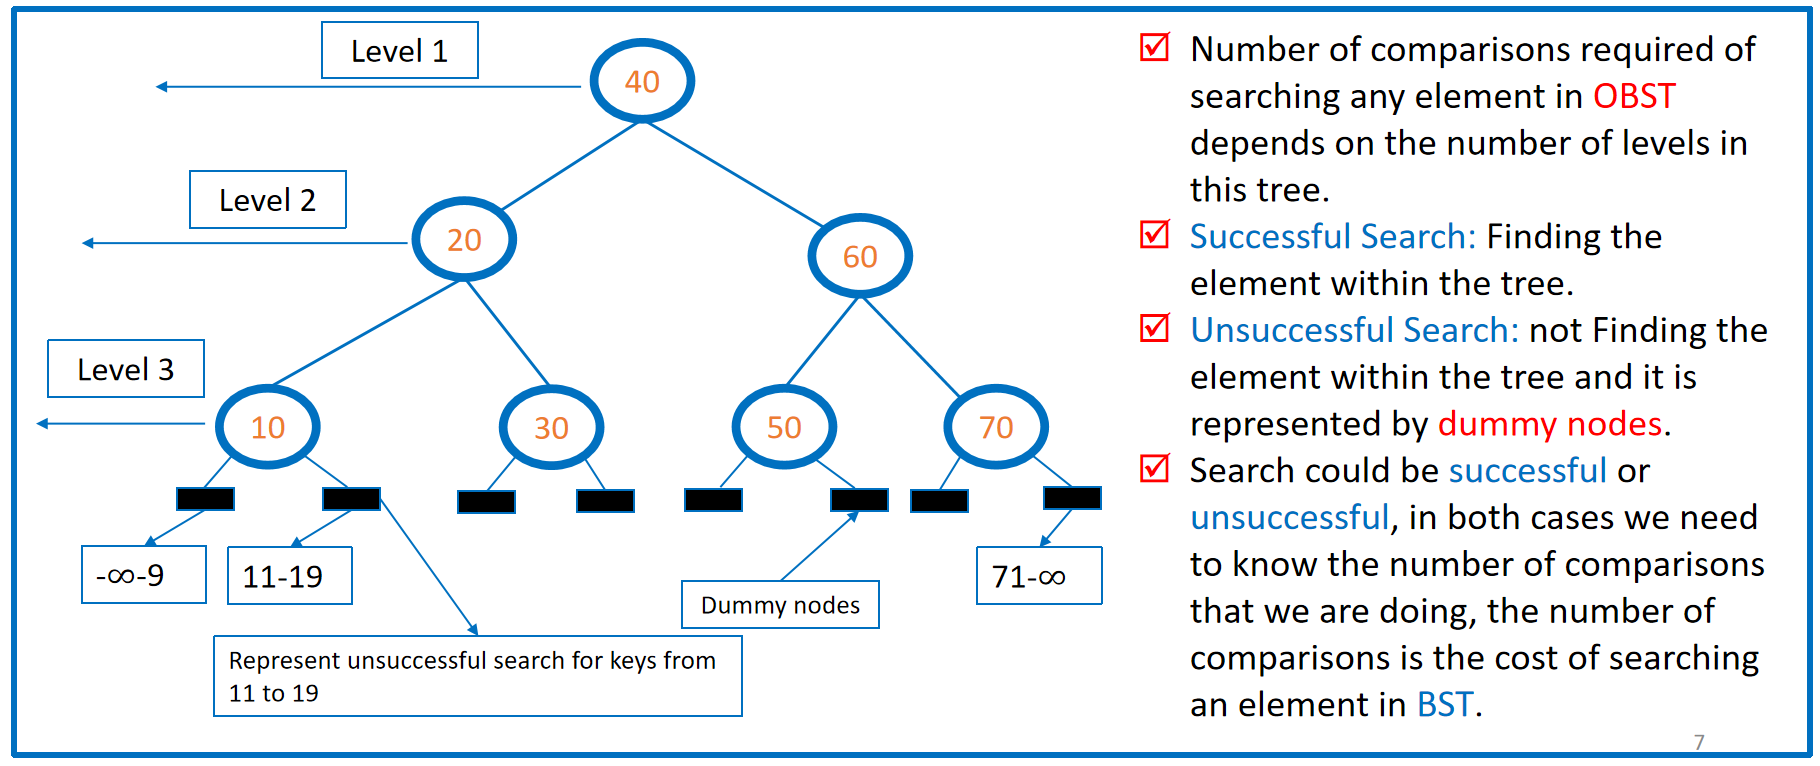 Level 1
40
Level 2
20
60
Level 3
10
30
50
70
-∞-9
11-19
71-∞
Dummy nodes
Represent unsuccessful search for keys from
11 to 19
Number of comparisons required of
searching any element in OBST
depends on the number of levels in
this tree.
Successful Search: Finding the
element within the tree.
Unsuccessful Search: not Finding the
element within the tree and it is
represented by dummy nodes.
Search could be successful or
unsuccessful, in both cases we need
to know the number of comparisons
that we are doing, the number of
comparisons is the cost of searching
an element in BST.
7